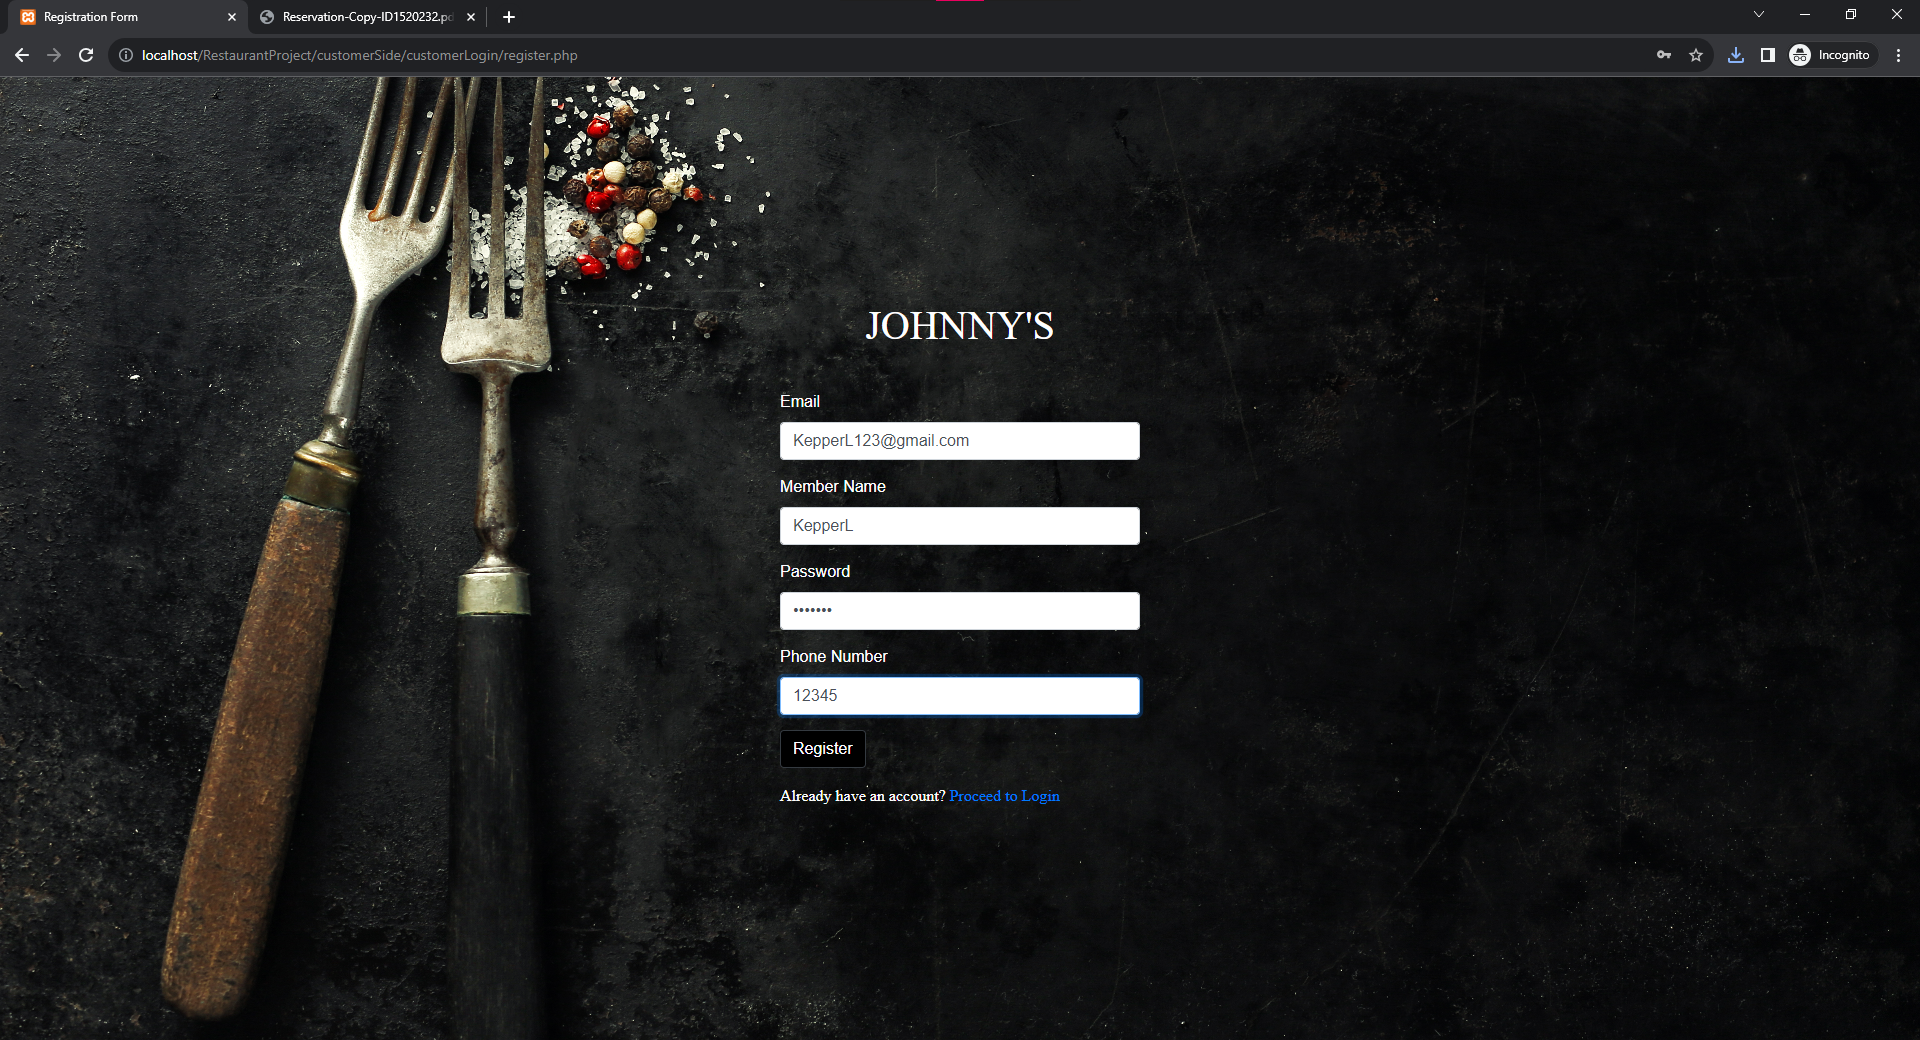 Registration Form
Reservation-Copy-ID1520232.pd
localhost/RestaurantProject/customerSide/customerLogin/register.php
Incognito
JOHNNY'S
Email
KepperL123@gmail.com
Member Name
KepperL
Password
•••••••
Phone Number
12345
Register
Already have an account? Proceed to Login